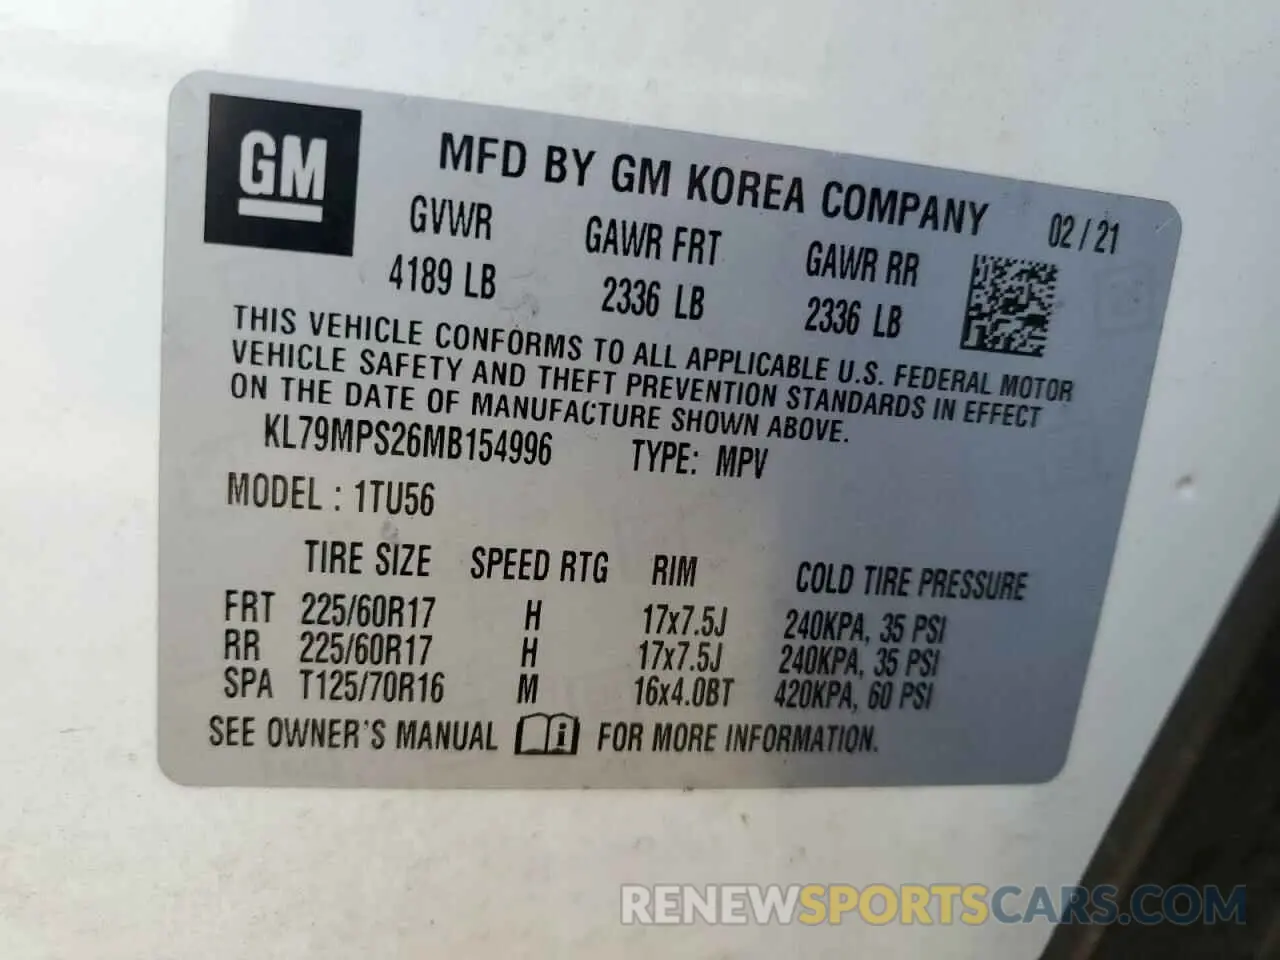 GM
MFD BY GM KOREA COMPANY 02 / 21
GVWR GAWR FRT GAWR RR
4189 LB 2336 LB 2336 LB
THIS VEHICLE CONFORMS TO ALL APPLICABLE U.S. FEDERAL MOTOR
VEHICLE SAFETY AND THEFT PREVENTION STANDARDS IN EFFECT
ON THE DATE OF MANUFACTURE SHOWN ABOVE.
KL79MPS26MB154996 TYPE: MPV
MODEL : 1TU56
TIRE SIZE SPEED RTG RIM COLD TIRE PRESSURE
FRT 225/60R17 H 17x7.5J 240KPA, 35 PSI
RR 225/60R17 H 17x7.5J 240KPA, 35 PSI
SPA T125/70R16 M 16x4.0BT 420KPA, 60 PSI
SEE OWNER'S MANUAL i FOR MORE INFORMATION.
RENEWSPORTSCARS.COM